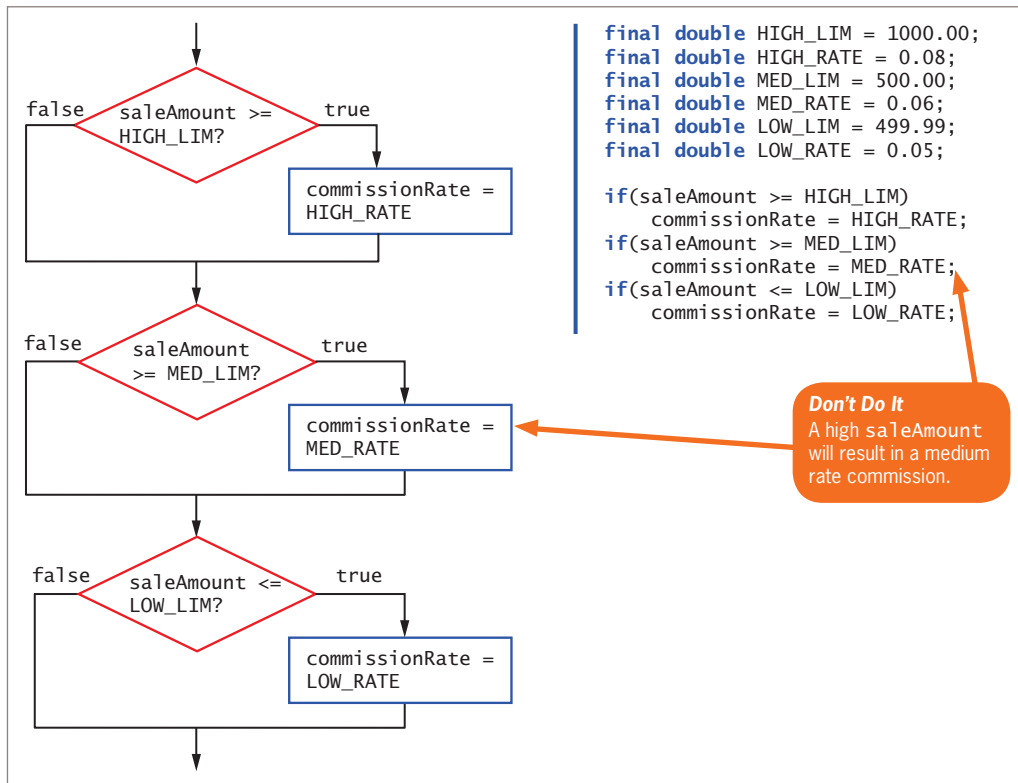 false
saleAmount >=
HIGH_LIM?
true
commissionRate =
HIGH_RATE
false
saleAmount
>= MED_LIM?
true
commissionRate =
MED_RATE
false
saleAmount <=
LOW_LIM?
true
commissionRate =
LOW_RATE
final double HIGH_LIM = 1000.00;
final double HIGH_RATE = 0.08;
final double MED_LIM = 500.00;
final double MED_RATE = 0.06;
final double LOW_LIM = 499.99;
final double LOW_RATE = 0.05;
if(saleAmount >= HIGH_LIM)
commissionRate = HIGH_RATE;
if(saleAmount >= MED_LIM)
commissionRate = MED_RATE;
if(saleAmount <= LOW_LIM)
commissionRate = LOW_RATE;
Don't Do It
A high saleAmount
will result in a medium
rate commission.